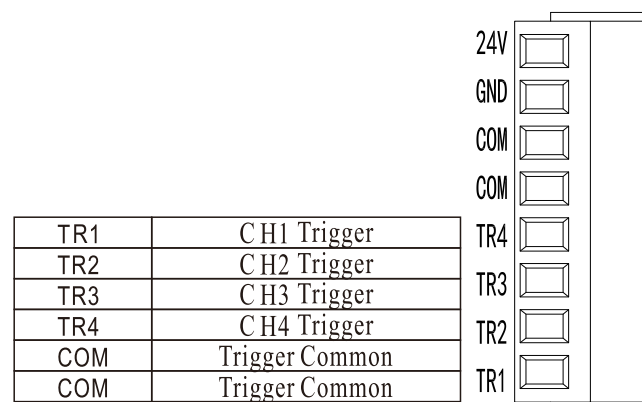 24V
GND
COM
COM
TR4
TR3
TR2
TR1
TR1 CH1 Trigger
TR2 CH2 Trigger
TR3 CH3 Trigger
TR4 CH4 Trigger
COM Trigger Common
COM Trigger Common